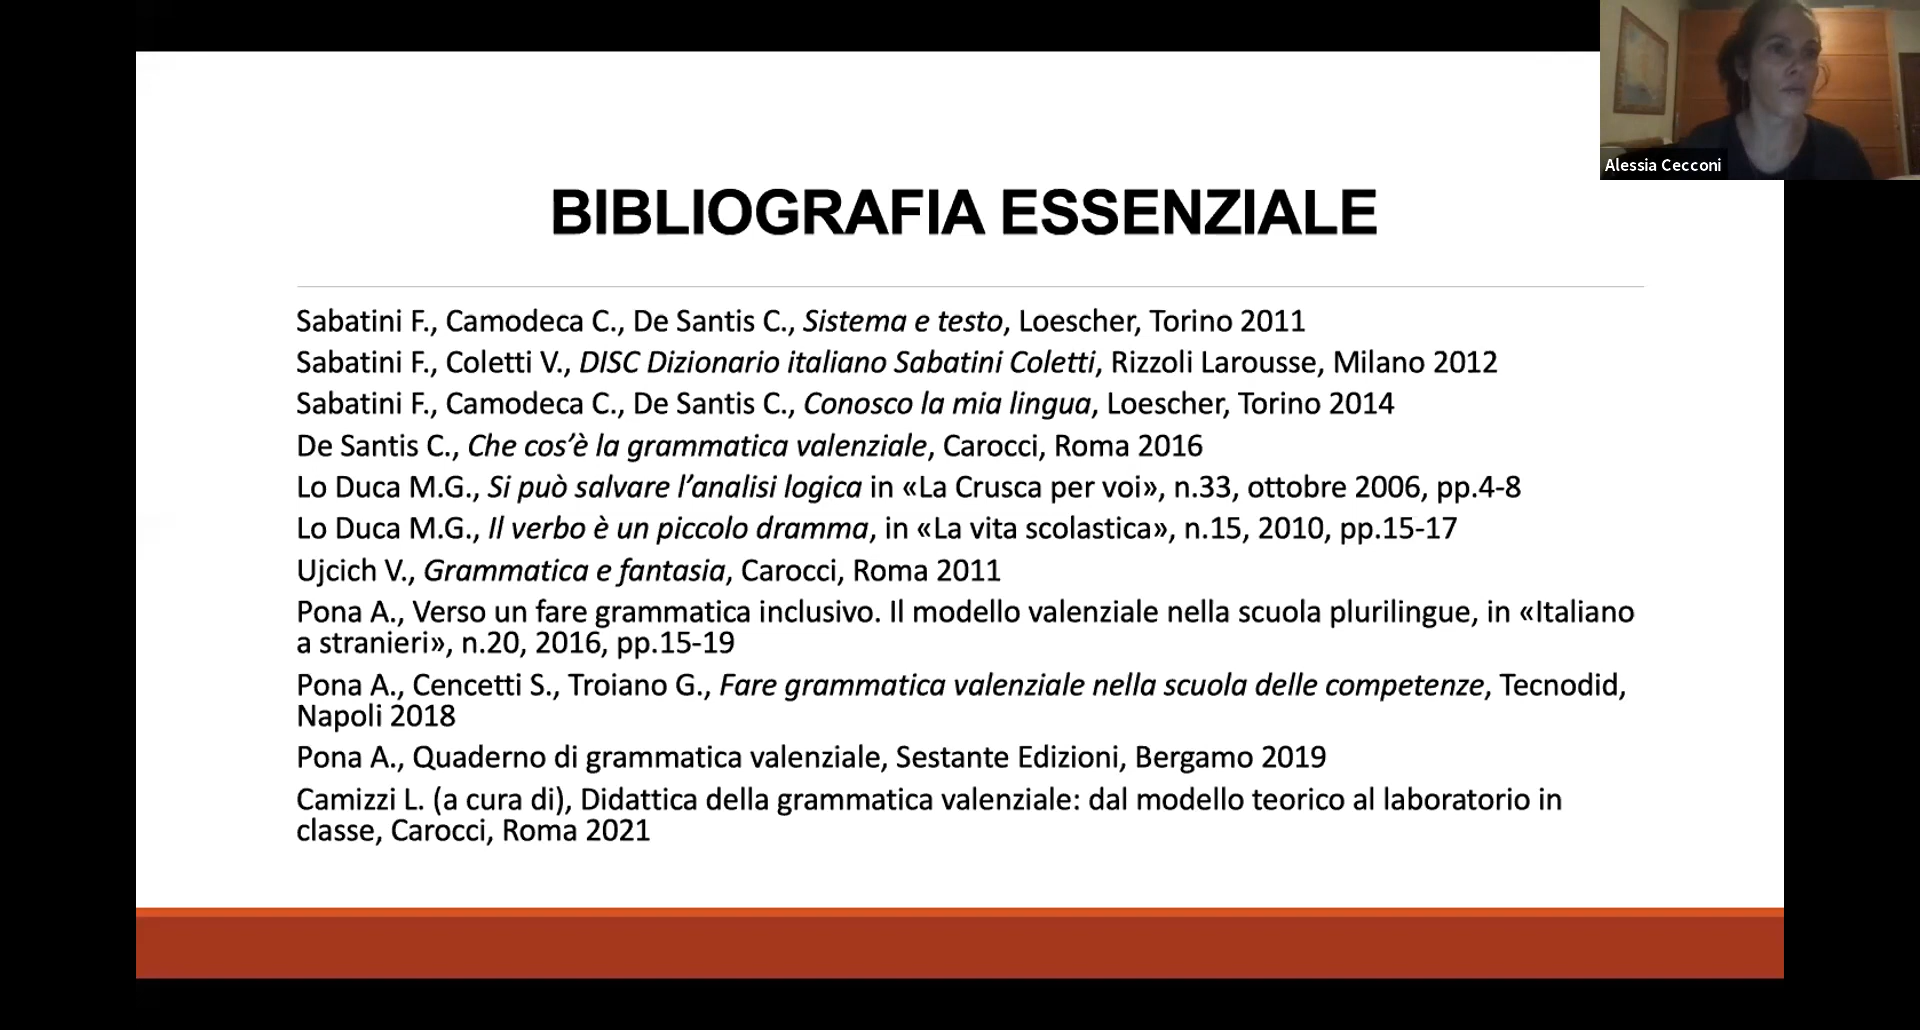 Alessia Cecconi
BIBLIOGRAFIA ESSENZIALE
Sabatini F., Camodeca C., De Santis C., Sistema e testo, Loescher, Torino 2011
Sabatini F., Coletti V., DISC Dizionario italiano Sabatini Coletti, Rizzoli Larousse, Milano 2012
Sabatini F., Camodeca C., De Santis C., Conosco la mia lingua, Loescher, Torino 2014
De Santis C., Che cos’è la grammatica valenziale, Carocci, Roma 2016
Lo Duca M.G., Si può salvare l’analisi logica in «La Crusca per voi», n.33, ottobre 2006, pp.4-8
Lo Duca M.G., Il verbo è un piccolo dramma, in «La vita scolastica», n.15, 2010, pp.15-17
Ujcich V., Grammatica e fantasia, Carocci, Roma 2011
Pona A., Verso un fare grammatica inclusivo. Il modello valenziale nella scuola plurilingue, in «Italiano
a stranieri», n.20, 2016, pp.15-19
Pona A., Cencetti S., Troiano G., Fare grammatica valenziale nella scuola delle competenze, Tecnodid,
Napoli 2018
Pona A., Quaderno di grammatica valenziale, Sestante Edizioni, Bergamo 2019
Camizzi L. (a cura di), Didattica della grammatica valenziale: dal modello teorico al laboratorio in
classe, Carocci, Roma 2021